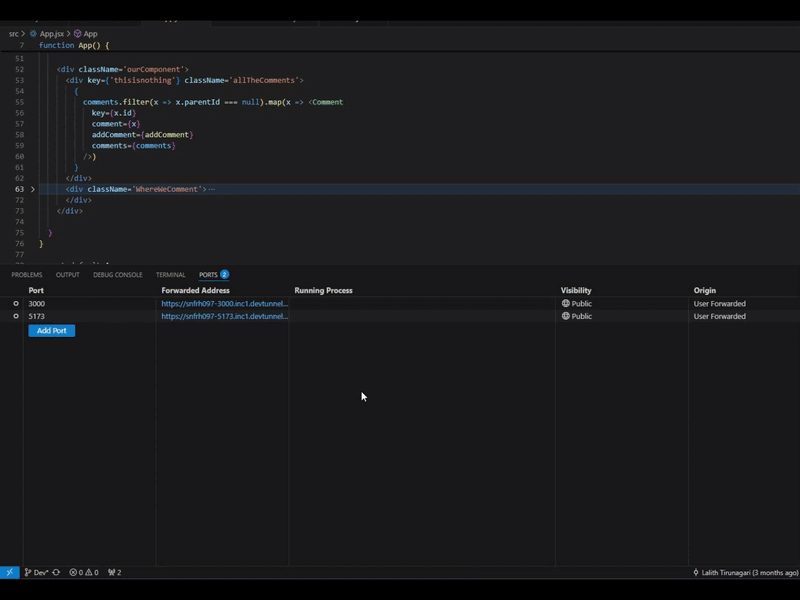 src > App.jsx > App
7 function App() {
51
52 <div className='ourComponent'>
53 <div key={'thisisnothing'} className='allTheComments'>
54 {
55 comments.filter(x => x.parentId === null).map(x => <Comment
56 key={x.id}
57 comment={x}
58 addComment={addComment}
59 comments={comments}
60 />)
61 }
62 </div>
63 <div className='WhereWeComment'> ...
72 </div>
73 </div>
74
75 }
76 }
77
PROBLEMS OUTPUT DEBUG CONSOLE TERMINAL PORTS 2
Port Forwarded Address Running Process Visibility Origin
3000 https://snfrh097-3000.inc1.devtunnel... Public User Forwarded
5173 https://snfrh097-5173.inc1.devtunnel... Public User Forwarded
Add Port
Dev* 0 0 2 Lalith Tirunagari (3 months ago)